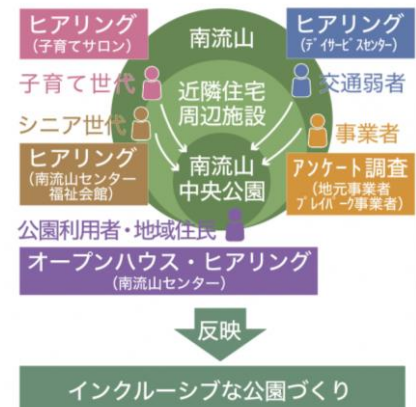 ヒアリング
(子育てサロン)
南流山
ヒアリング
(デイサービスセンター)
子育て世代
近隣住宅
周辺施設
交通弱者
シニア世代
事業者
ヒアリング
(南流山センター
福祉会館)
南流山
中央公園
アンケート調査
(地元事業者
プレイパーク事業者)
公園利用者・地域住民
オープンハウス・ヒアリング
(南流山センター)
反映
インクルーシブな公園づくり